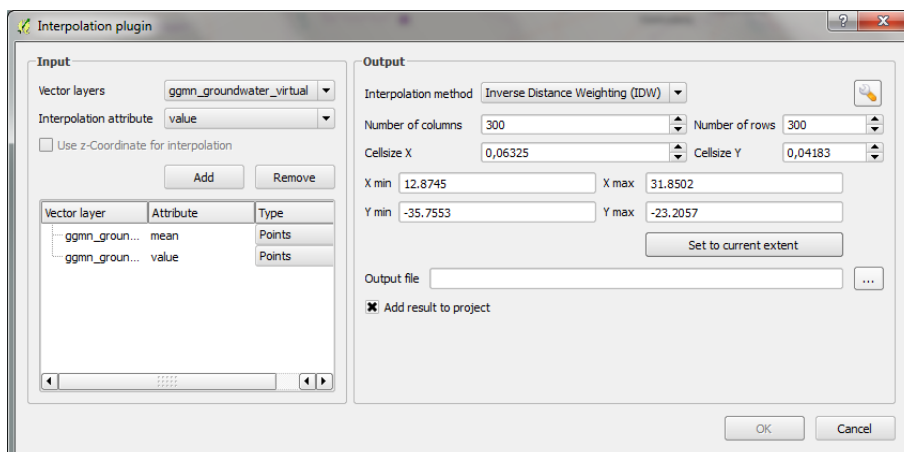 Interpolation plugin
Input
Vector layers ggmn_groundwater_virtual
Interpolation attribute value
Use z-Coordinate for interpolation
Add Remove
Vector layer Attribute Type
ggmn_groun... mean Points
ggmn_groun... value Points
Output
Interpolation method Inverse Distance Weighting (IDW)
Number of columns 300 Number of rows 300
Cellsize X 0,06325 Cellsize Y 0,04183
X min 12.8745 X max 31.8502
Y min -35.7553 Y max -23.2057
Set to current extent
Output file ...
Add result to project
OK Cancel